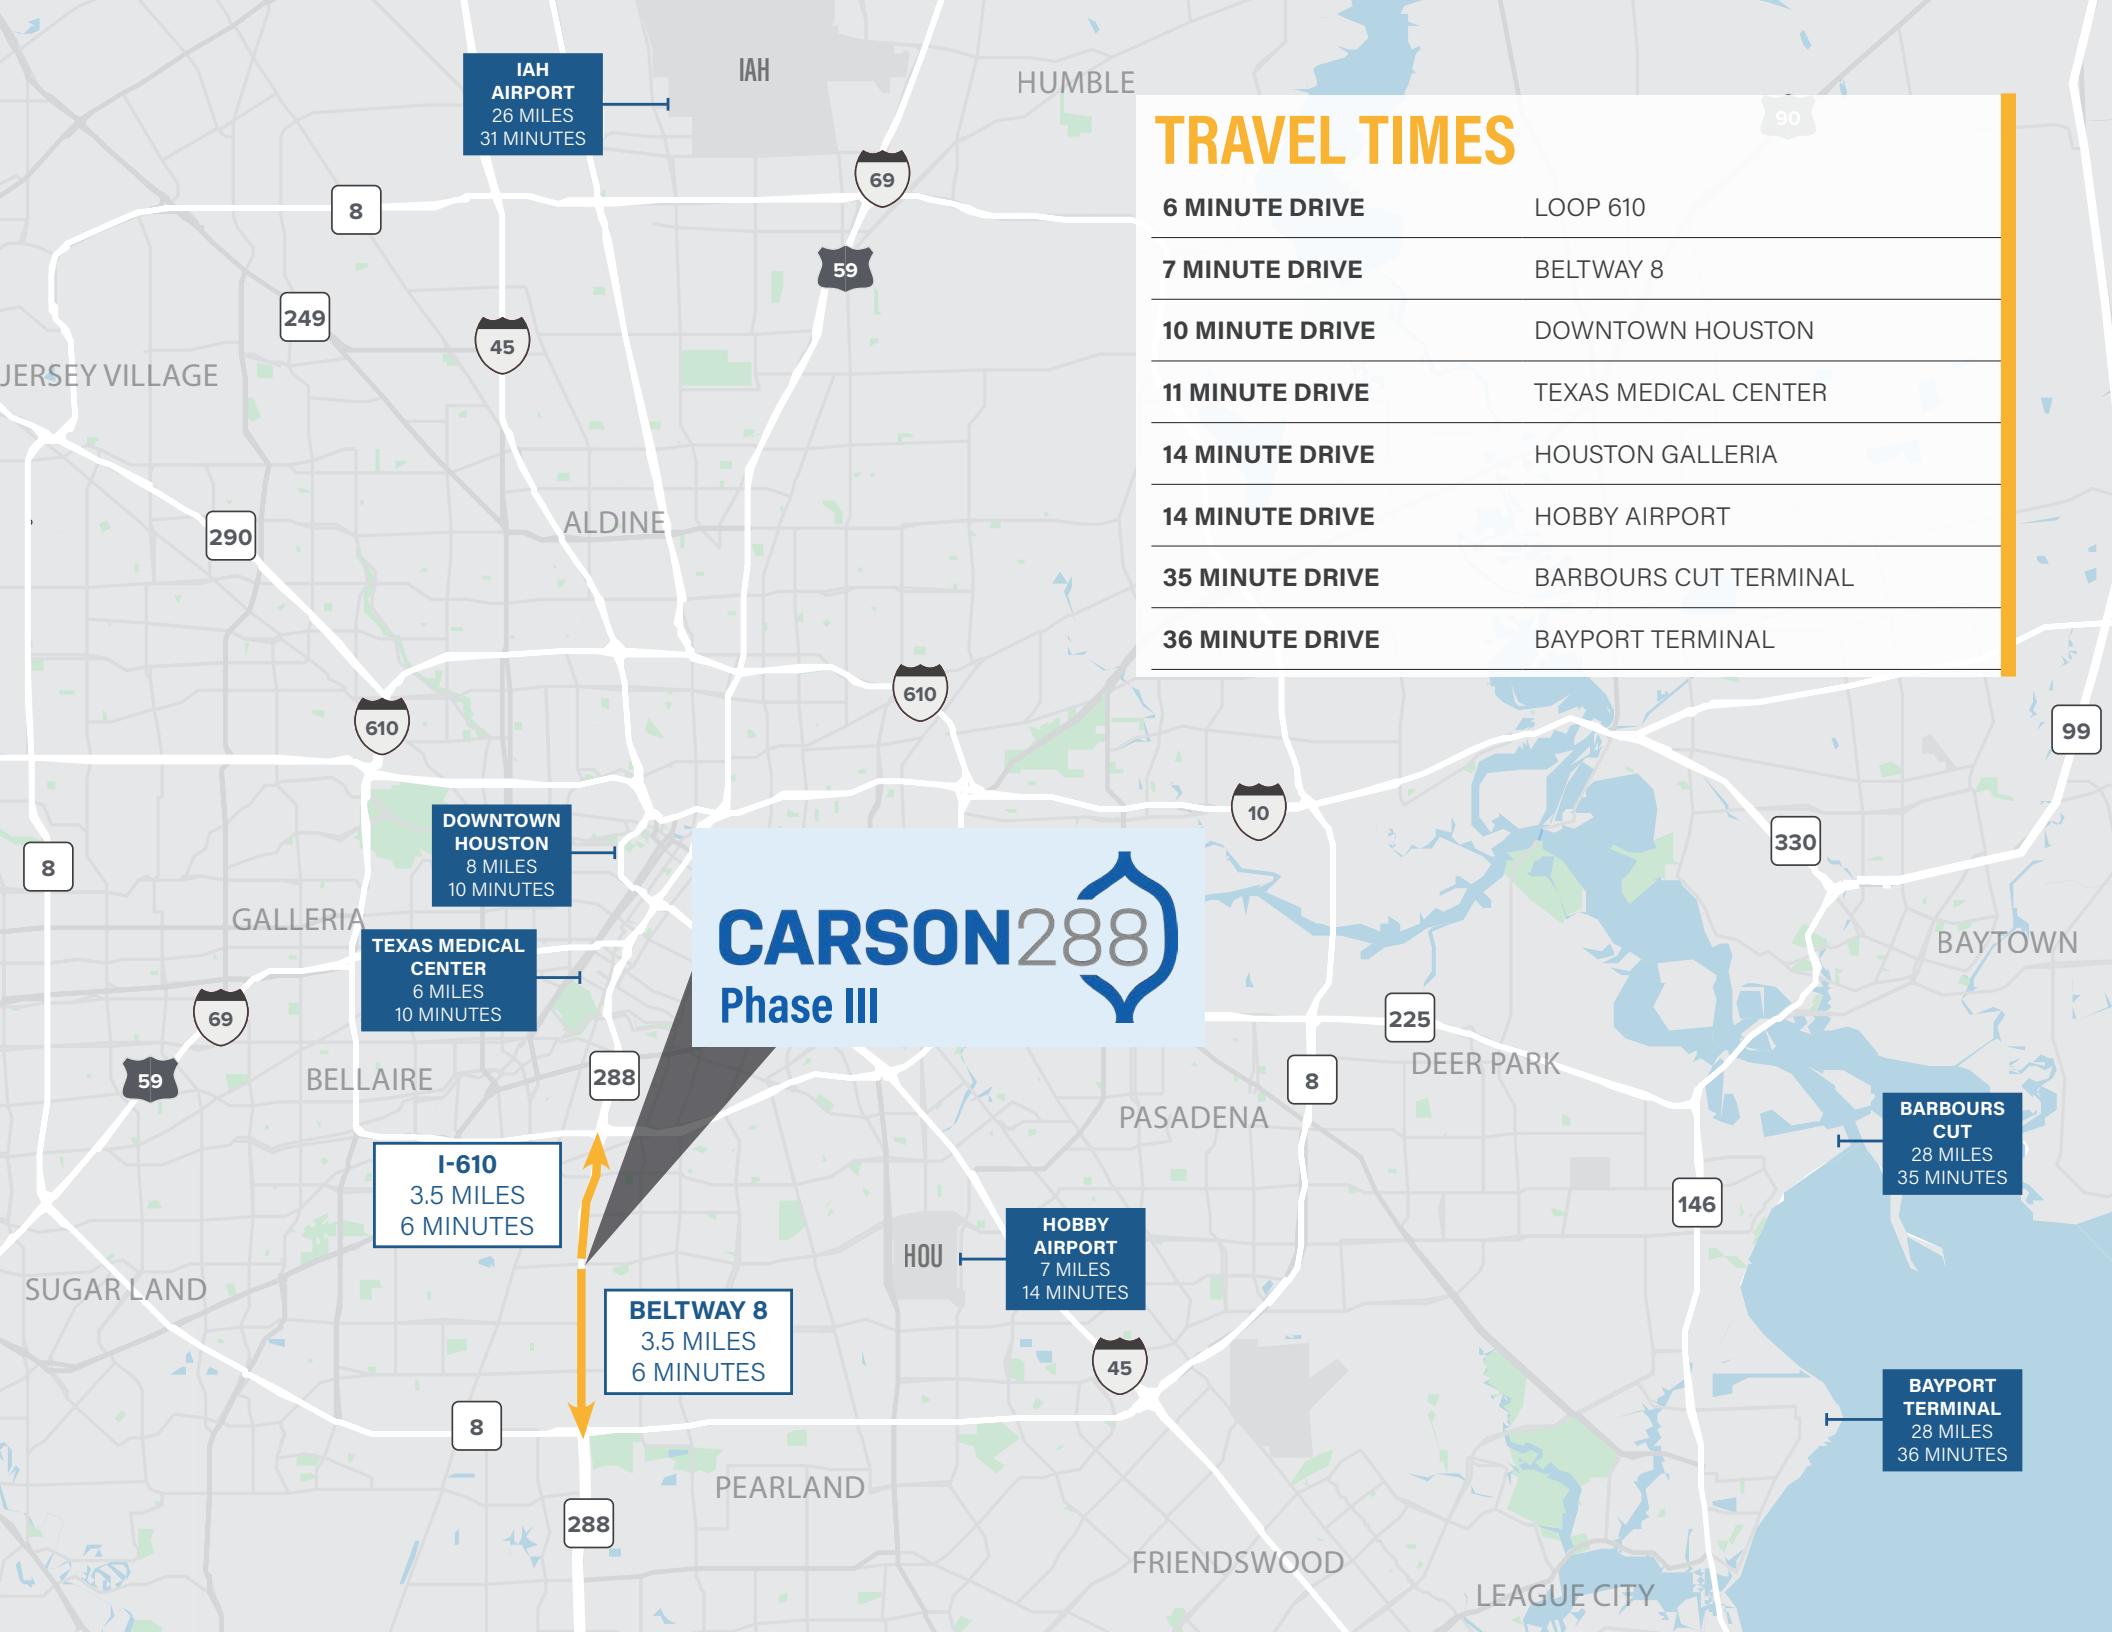 IAH
AIRPORT
26 MILES
31 MINUTES
IAH
HUMBLE
90
TRAVEL TIMES
6 MINUTE DRIVE LOOP 610
7 MINUTE DRIVE BELTWAY 8
10 MINUTE DRIVE DOWNTOWN HOUSTON
11 MINUTE DRIVE TEXAS MEDICAL CENTER
14 MINUTE DRIVE HOUSTON GALLERIA
14 MINUTE DRIVE HOBBY AIRPORT
35 MINUTE DRIVE BARBOURS CUT TERMINAL
36 MINUTE DRIVE BAYPORT TERMINAL
69
8
59
249
45
JERSEY VILLAGE
ALDINE
290
610
610
99
10
330
DOWNTOWN
HOUSTON
8 MILES
10 MINUTES
8
GALLERIA
TEXAS MEDICAL
CENTER
6 MILES
10 MINUTES
CARSON288
Phase III
BAYTOWN
69
225
DEER PARK
59
BELLAIRE
288
8
PASADENA
BARBOURS
CUT
28 MILES
35 MINUTES
I-610
3.5 MILES
6 MINUTES
146
HOU
HOBBY
AIRPORT
7 MILES
14 MINUTES
SUGAR LAND
BELTWAY 8
3.5 MILES
6 MINUTES
45
BAYPORT
TERMINAL
28 MILES
36 MINUTES
8
PEARLAND
288
FRIENDSWOOD
LEAGUE CITY